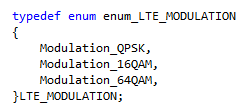 typedef enum enum_LTE_MODULATION
{
Modulation_QPSK,
Modulation_16QAM,
Modulation_64QAM,
}LTE_MODULATION;